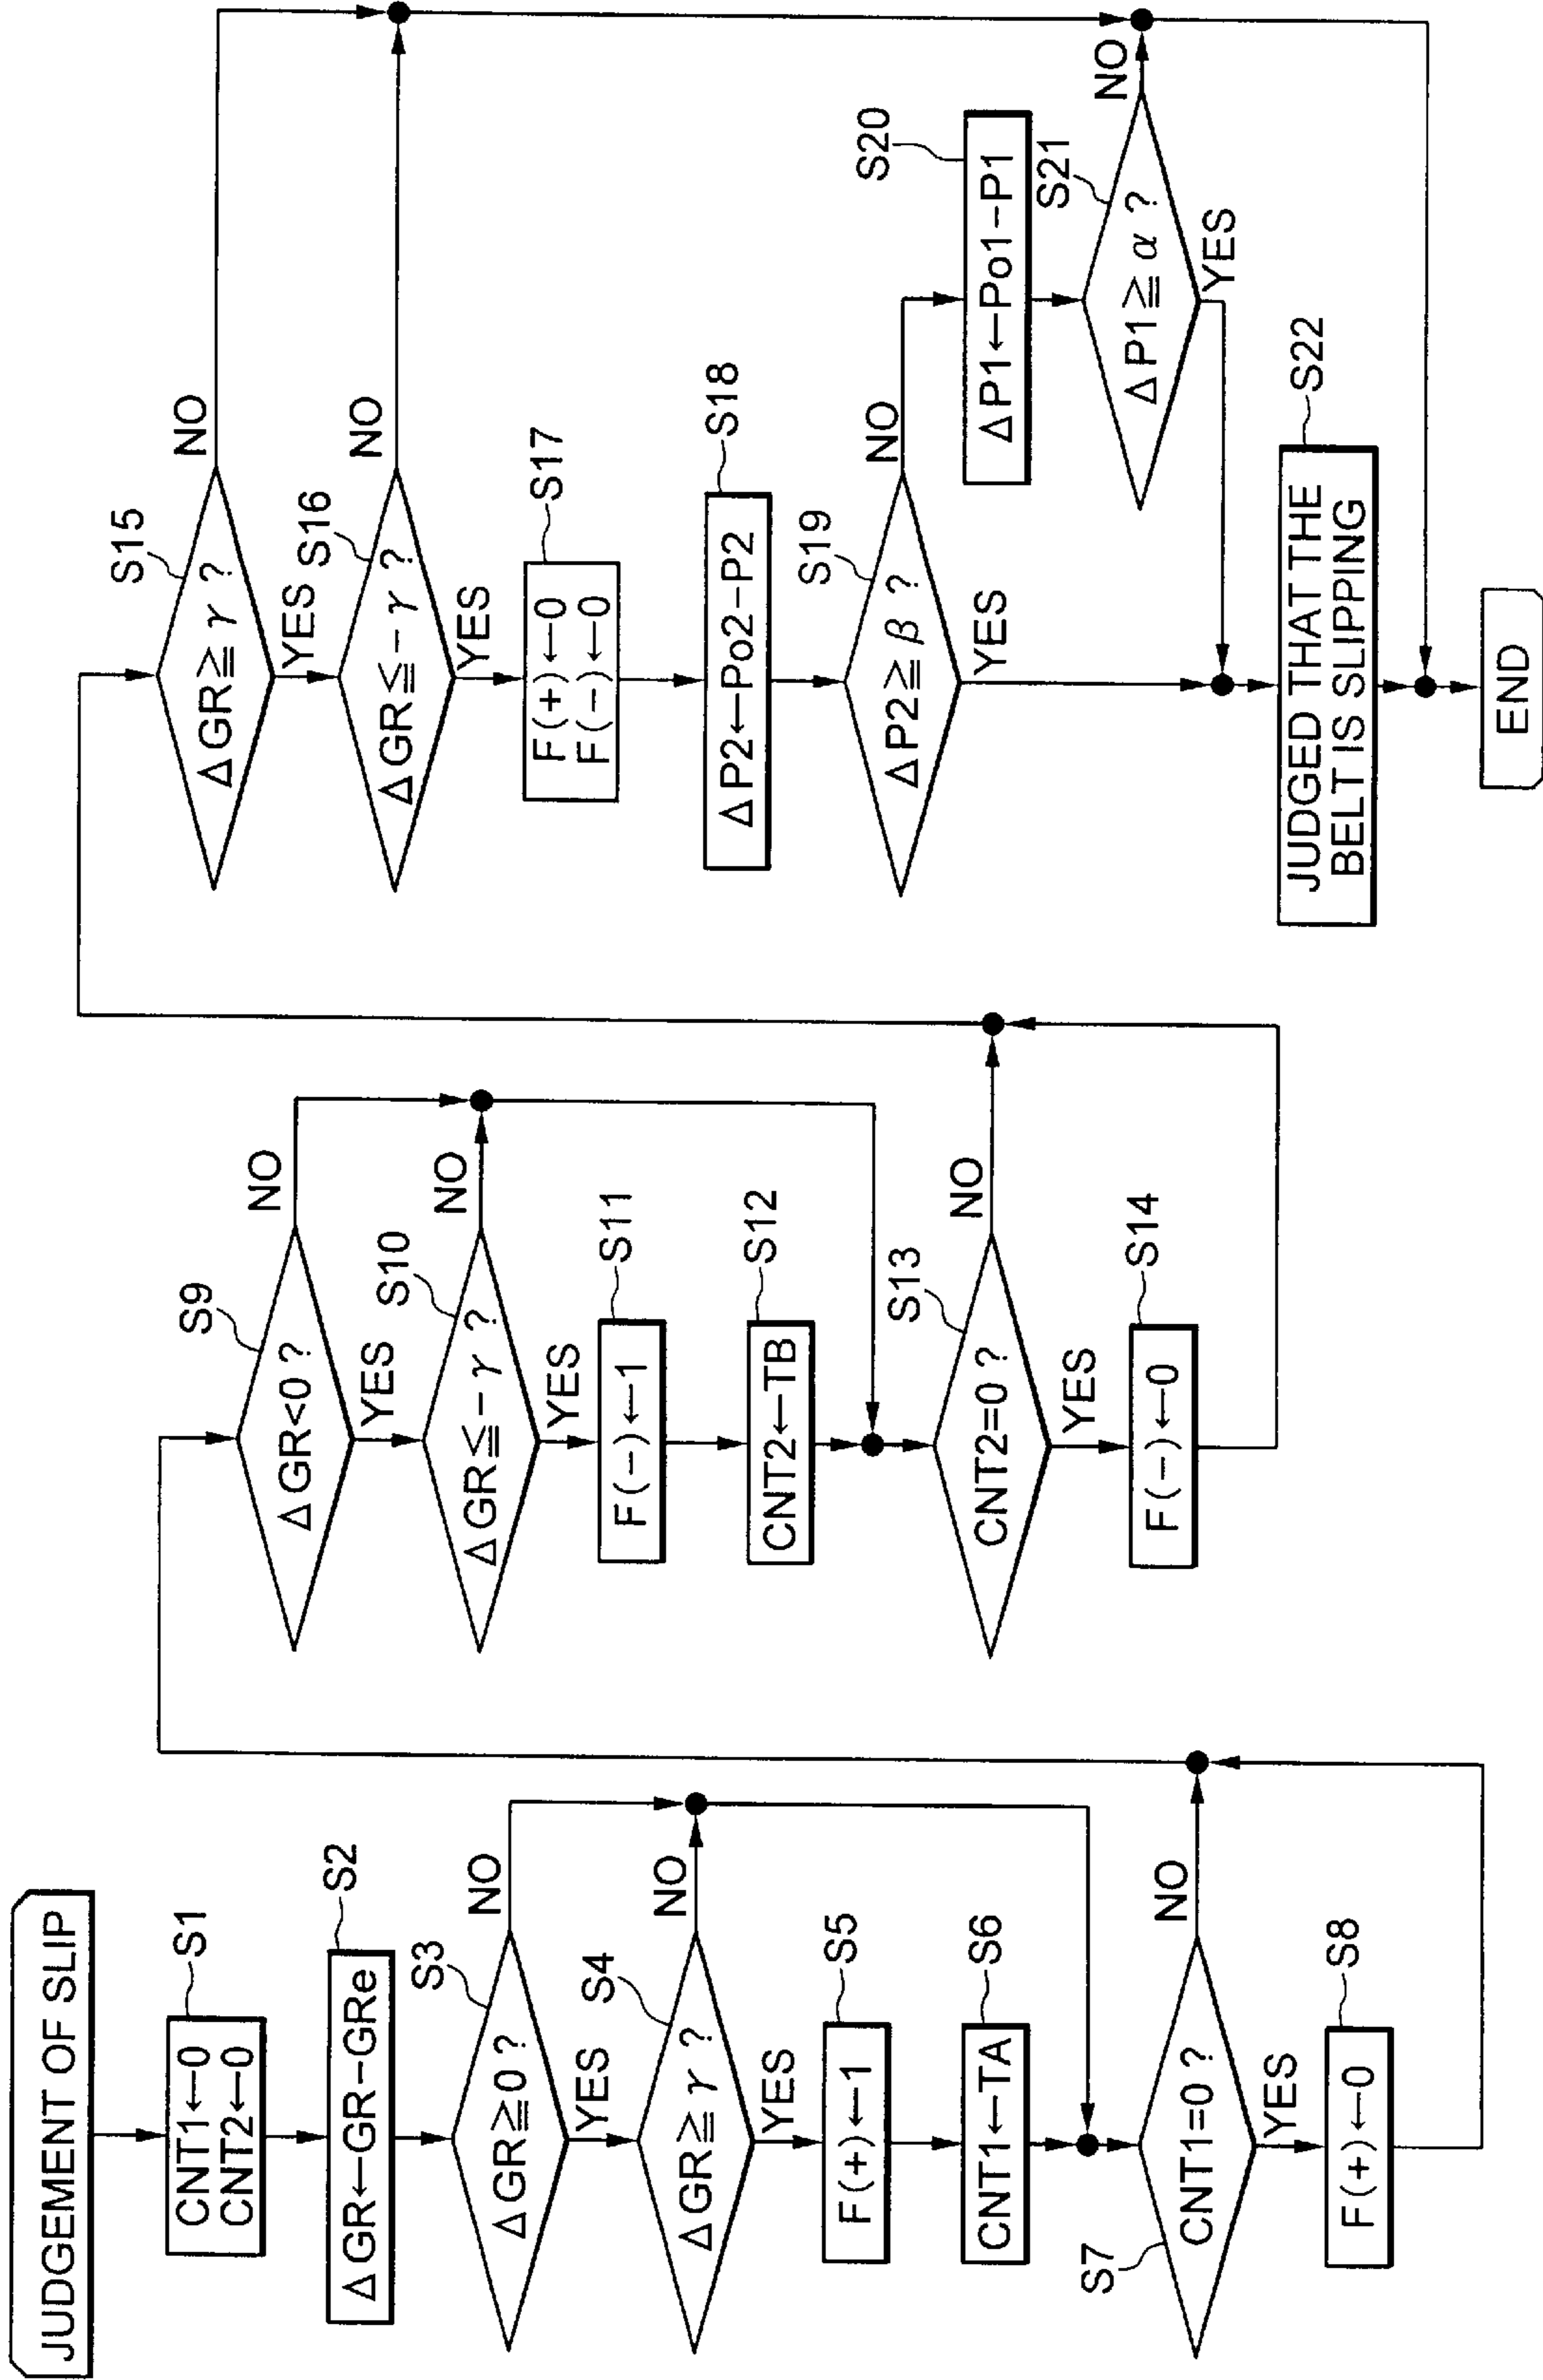 JUDGEMENT OF SLIP
S1
CNT1←0
CNT2←0
S2
ΔGR←GR−GRe
S3
ΔGR≧0 ?
NO
YES
S4
ΔGR≧γ ?
NO
YES
S5
F(+)←1
S6
CNT1←TA
S7
CNT1=0 ?
NO
YES
S8
F(+)←0
S9
ΔGR<0 ?
NO
YES
S10
ΔGR≦−γ ?
NO
YES
S11
F(−)←1
S12
CNT2←TB
S13
CNT2=0 ?
NO
YES
S14
F(−)←0
S15
ΔGR≧γ ?
NO
YES
S16
ΔGR≦−γ ?
NO
YES
S17
F(+)←0
F(−)←0
S18
ΔP2←Po2−P2
S19
ΔP2≧β ?
NO
YES
S20
ΔP1←Po1−P1
S21
ΔP1≧α ?
NO
YES
S22
JUDGED THAT THE
BELT IS SLIPPING
END